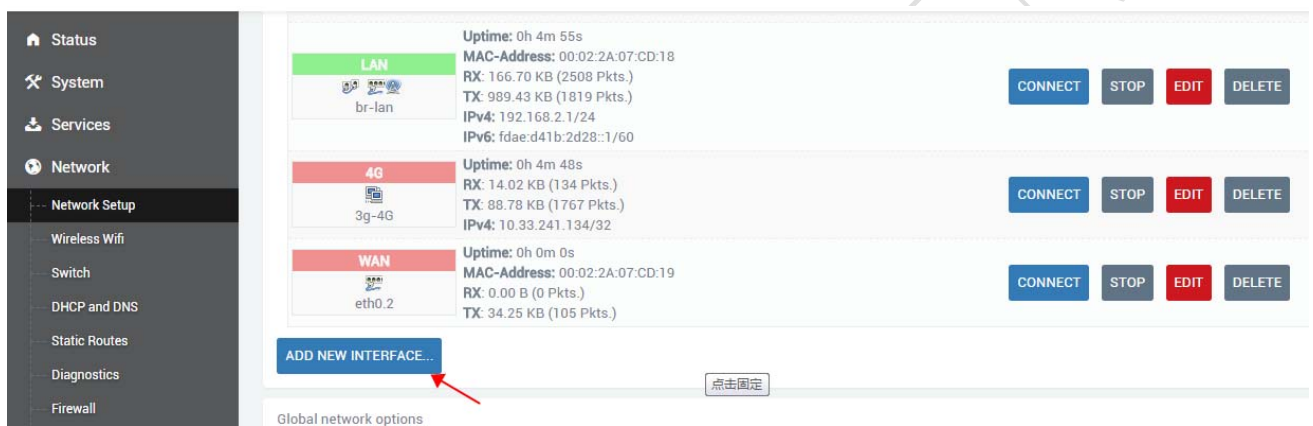 Status
System
Services
Network
Network Setup
Wireless Wifi
Switch
DHCP and DNS
Static Routes
Diagnostics
Firewall
LAN
br-lan
Uptime: 0h 4m 55s
MAC-Address: 00:02:2A:07:CD:18
RX: 166.70 KB (2508 Pkts.)
TX: 989.43 KB (1819 Pkts.)
IPv4: 192.168.2.1/24
IPv6: fdae:d41b:2d28::1/60
CONNECT STOP EDIT DELETE
4G
3g-4G
Uptime: 0h 4m 48s
RX: 14.02 KB (134 Pkts.)
TX: 88.78 KB (1767 Pkts.)
IPv4: 10.33.241.134/32
CONNECT STOP EDIT DELETE
WAN
eth0.2
Uptime: 0h 0m 0s
MAC-Address: 00:02:2A:07:CD:19
RX: 0.00 B (0 Pkts.)
TX: 34.25 KB (105 Pkts.)
CONNECT STOP EDIT DELETE
ADD NEW INTERFACE...
点击固定
Global network options